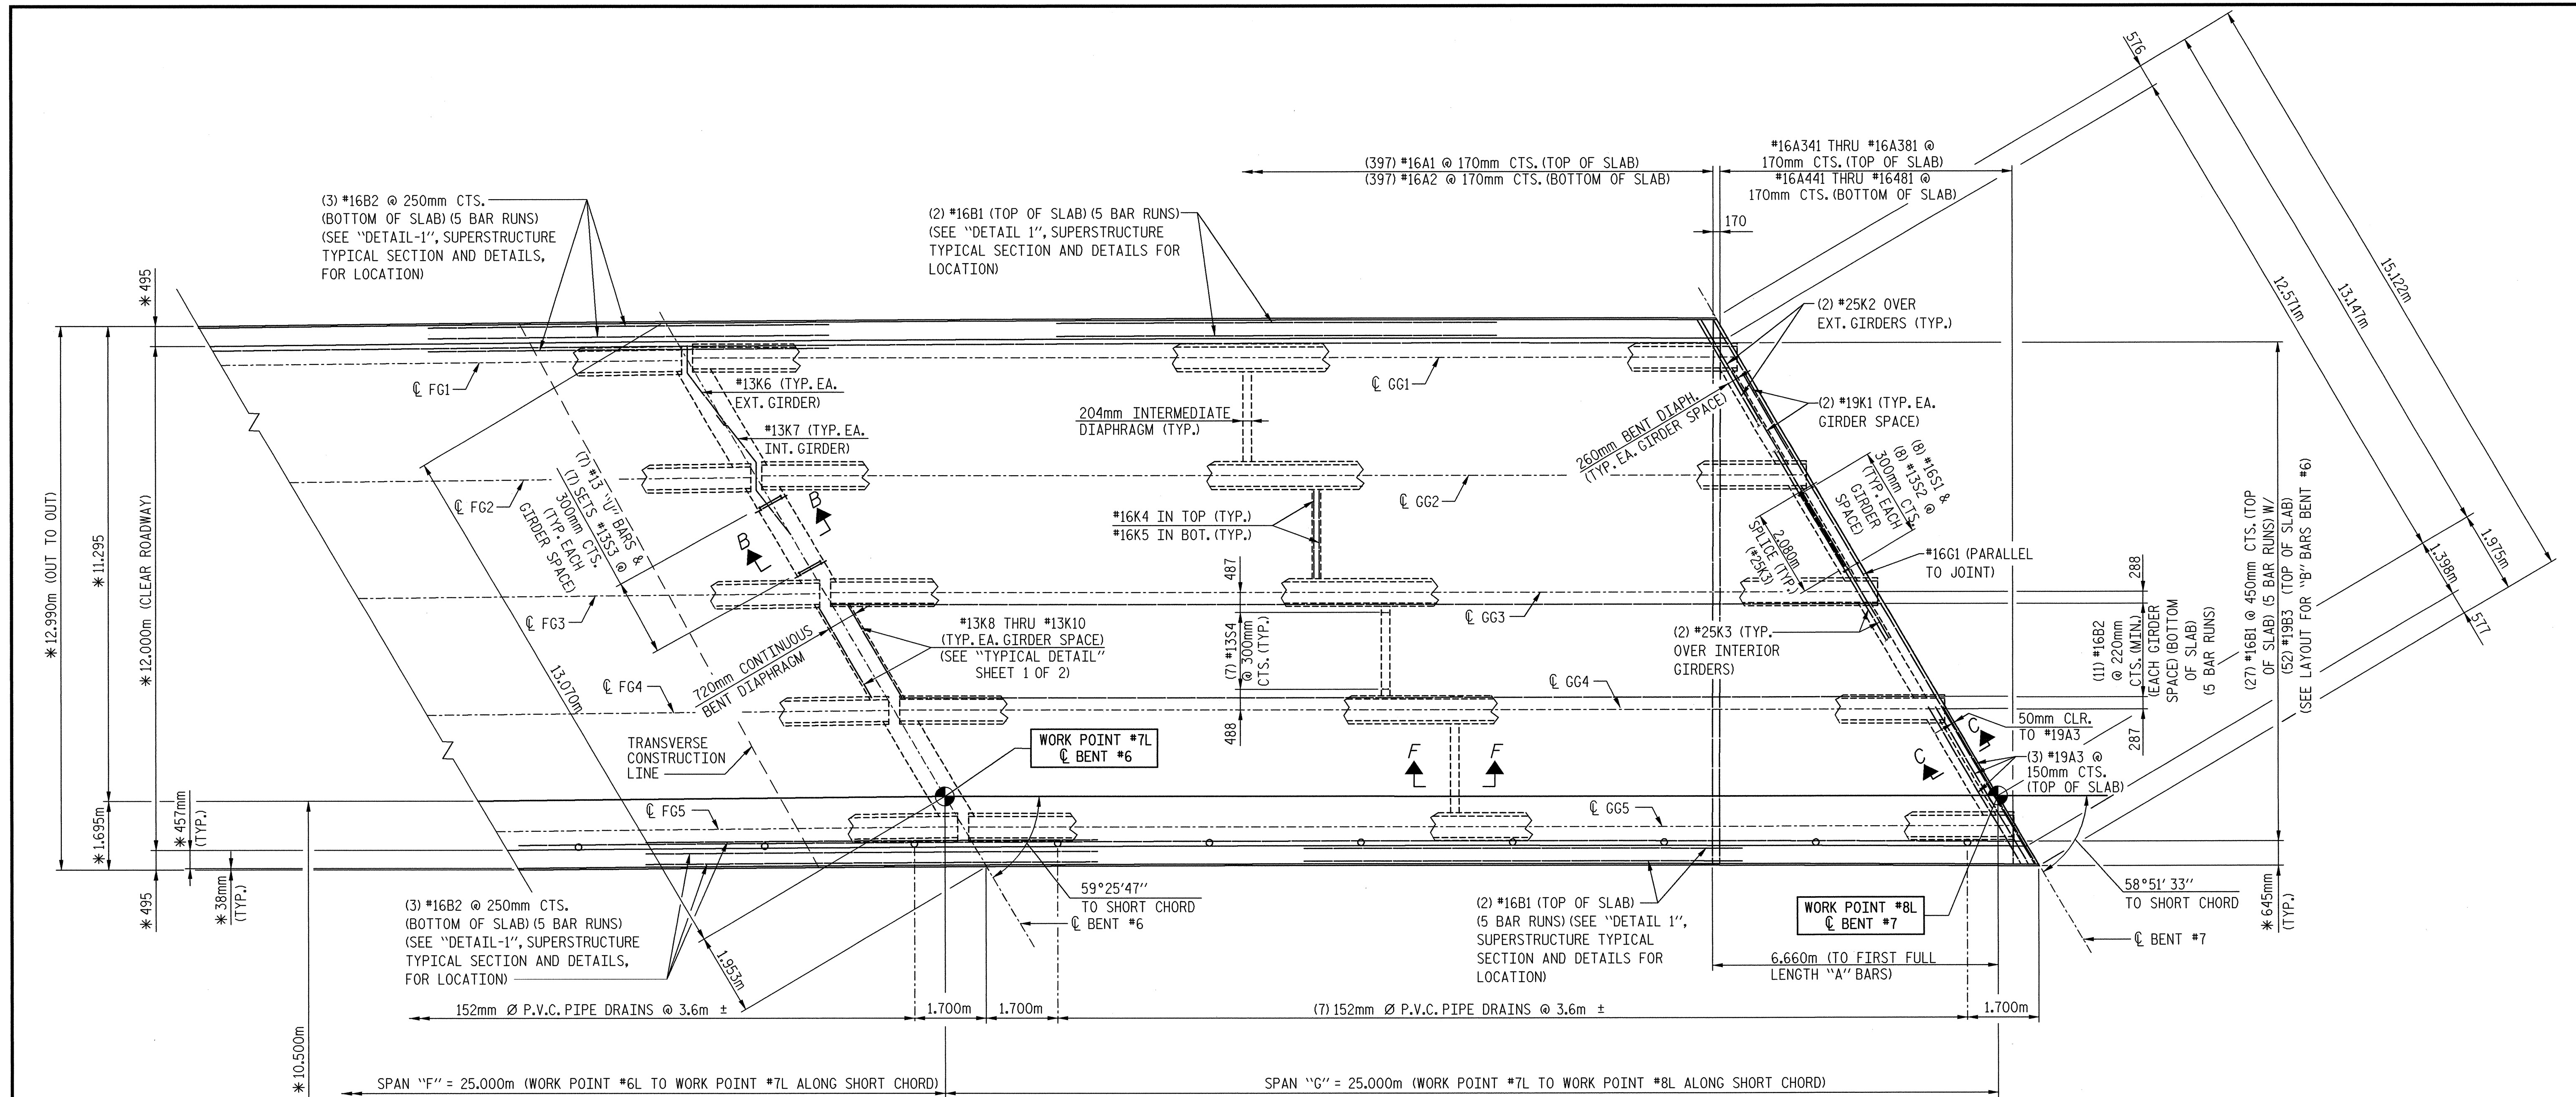 576
15.122m
13.147m
12.571m
1.975m
1.398m
577
(397) #16A1 @ 170mm CTS. (TOP OF SLAB)
(397) #16A2 @ 170mm CTS. (BOTTOM OF SLAB)
#16A341 THRU #16A381 @
170mm CTS. (TOP OF SLAB)
#16A441 THRU #16481 @
170mm CTS. (BOTTOM OF SLAB)
170
(3) #16B2 @ 250mm CTS.
(BOTTOM OF SLAB) (5 BAR RUNS)
(SEE "DETAIL-1", SUPERSTRUCTURE
TYPICAL SECTION AND DETAILS,
FOR LOCATION)
(2) #16B1 (TOP OF SLAB) (5 BAR RUNS)
(SEE "DETAIL 1", SUPERSTRUCTURE
TYPICAL SECTION AND DETAILS FOR
LOCATION)
*495
*12.990m (OUT TO OUT)
*11.295
*12.000m (CLEAR ROADWAY)
*1.695m
*457mm
(TYP.)
*495
*38mm
(TYP.)
*10.500m
℄ FG1
℄ FG2
℄ FG3
℄ FG4
℄ FG5
℄ GG1
℄ GG2
℄ GG3
℄ GG4
℄ GG5
#13K6 (TYP. EA.
EXT. GIRDER)
#13K7 (TYP. EA.
INT. GIRDER)
(7) #13 "U" BARS &
(7) SETS #13S3 @
300mm CTS.
(TYP. EACH
GIRDER SPACE)
B
B
204mm INTERMEDIATE
DIAPHRAGM (TYP.)
#16K4 IN TOP (TYP.)
#16K5 IN BOT. (TYP.)
(2) #25K2 OVER
EXT. GIRDERS (TYP.)
(2) #19K1 (TYP. EA.
GIRDER SPACE)
260mm BENT DIAPH.
(TYP. EA. GIRDER SPACE)
(8) #16S1 &
(8) #13S2 @
300mm CTS.
(TYP. EACH
GIRDER
SPACE)
2.080m
SPLICE (TYP.)
(#25K3)
#16G1 (PARALLEL
TO JOINT)
(2) #25K3 (TYP.
OVER INTERIOR
GIRDERS)
487
(7) #13S4
@ 300mm
CTS. (TYP.)
488
#13K8 THRU #13K10
(TYP. EA. GIRDER SPACE)
(SEE "TYPICAL DETAIL"
SHEET 1 OF 2)
720mm CONTINUOUS
BENT DIAPHRAGM
13.070m
1.953m
TRANSVERSE
CONSTRUCTION
LINE
WORK POINT #7L
℄ BENT #6
F
F
C
C
50mm CLR.
TO #19A3
(3) #19A3 @
150mm CTS.
(TOP OF SLAB)
288
(11) #16B2
@ 220mm
CTS. (MIN.)
(EACH GIRDER
SPACE) (BOTTOM
OF SLAB)
(5 BAR RUNS)
287
(27) #16B1 @ 450mm CTS. (TOP
OF SLAB) (5 BAR RUNS) W/
(52) #19B3 (TOP OF SLAB)
(SEE LAYOUT FOR "B" BARS BENT #6)
*645mm
(TYP.)
59°25'47"
TO SHORT CHORD
℄ BENT #6
58°51'33"
TO SHORT CHORD
℄ BENT #7
WORK POINT #8L
℄ BENT #7
(3) #16B2 @ 250mm CTS.
(BOTTOM OF SLAB) (5 BAR RUNS)
(SEE "DETAIL-1", SUPERSTRUCTURE
TYPICAL SECTION AND DETAILS,
FOR LOCATION)
(2) #16B1 (TOP OF SLAB)
(5 BAR RUNS) (SEE "DETAIL 1",
SUPERSTRUCTURE TYPICAL
SECTION AND DETAILS FOR
LOCATION)
6.660m (TO FIRST FULL
LENGTH "A" BARS)
152mm Ø P.V.C. PIPE DRAINS @ 3.6m ±
1.700m
1.700m
(7) 152mm Ø P.V.C. PIPE DRAINS @ 3.6m ±
1.700m
SPAN "F" = 25.000m (WORK POINT #6L TO WORK POINT #7L ALONG SHORT CHORD)
SPAN "G" = 25.000m (WORK POINT #7L TO WORK POINT #8L ALONG SHORT CHORD)